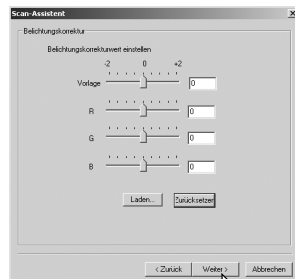 Scan-Assistent
Belichtungskorrektur
Belichtungskorrekturwert einstellen
-2 0 +2
Vorlage 0
R 0
G 0
B 0
Laden... Zurücksetzen
< Zurück Weiter > Abbrechen